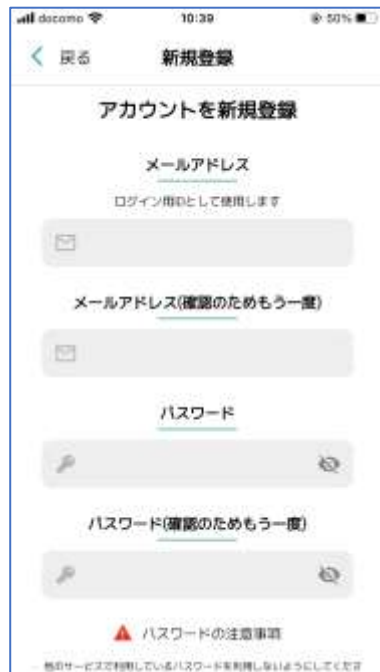 docomo 10:39 50%
戻る 新規登録
アカウントを新規登録
メールアドレス
ログイン用IDとして使用します
メールアドレス(確認のためもう一度)
パスワード
パスワード(確認のためもう一度)
パスワードの注意事項
他のサービスで利用しているパスワードを利用しないようにしてくださ